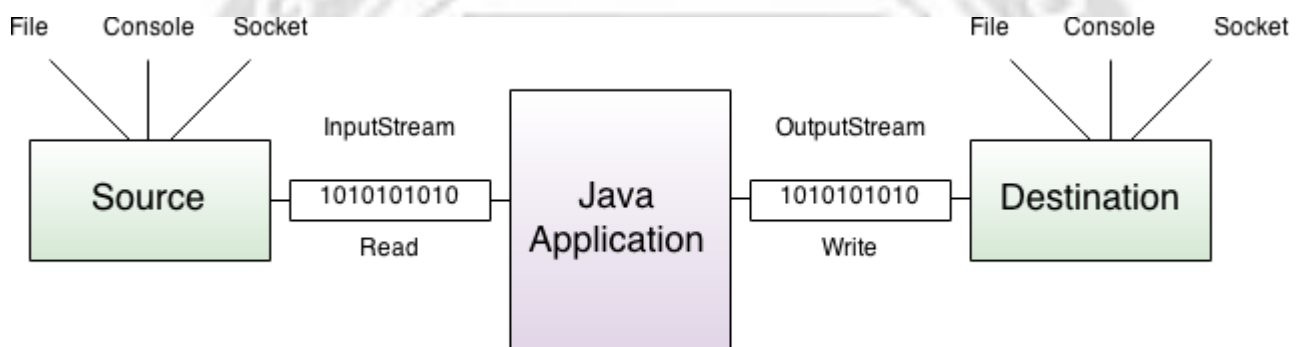 File Console Socket
File Console Socket
InputStream
OutputStream
Source
1010101010
Java
Application
1010101010
Destination
Read
Write